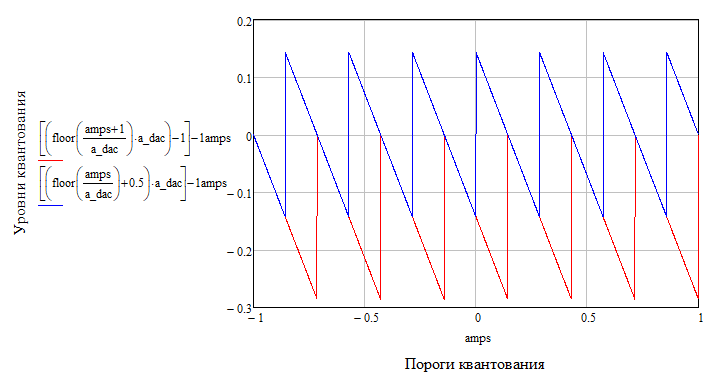 Уровни квантования
[(floor(amps+1/a_dac)·a_dac)−1]−1amps
[(floor(amps/a_dac)+0.5)·a_dac]−1amps
0.2
0.1
0
−0.1
−0.2
−0.3
−1
−0.5
0
0.5
1
amps
Пороги квантования